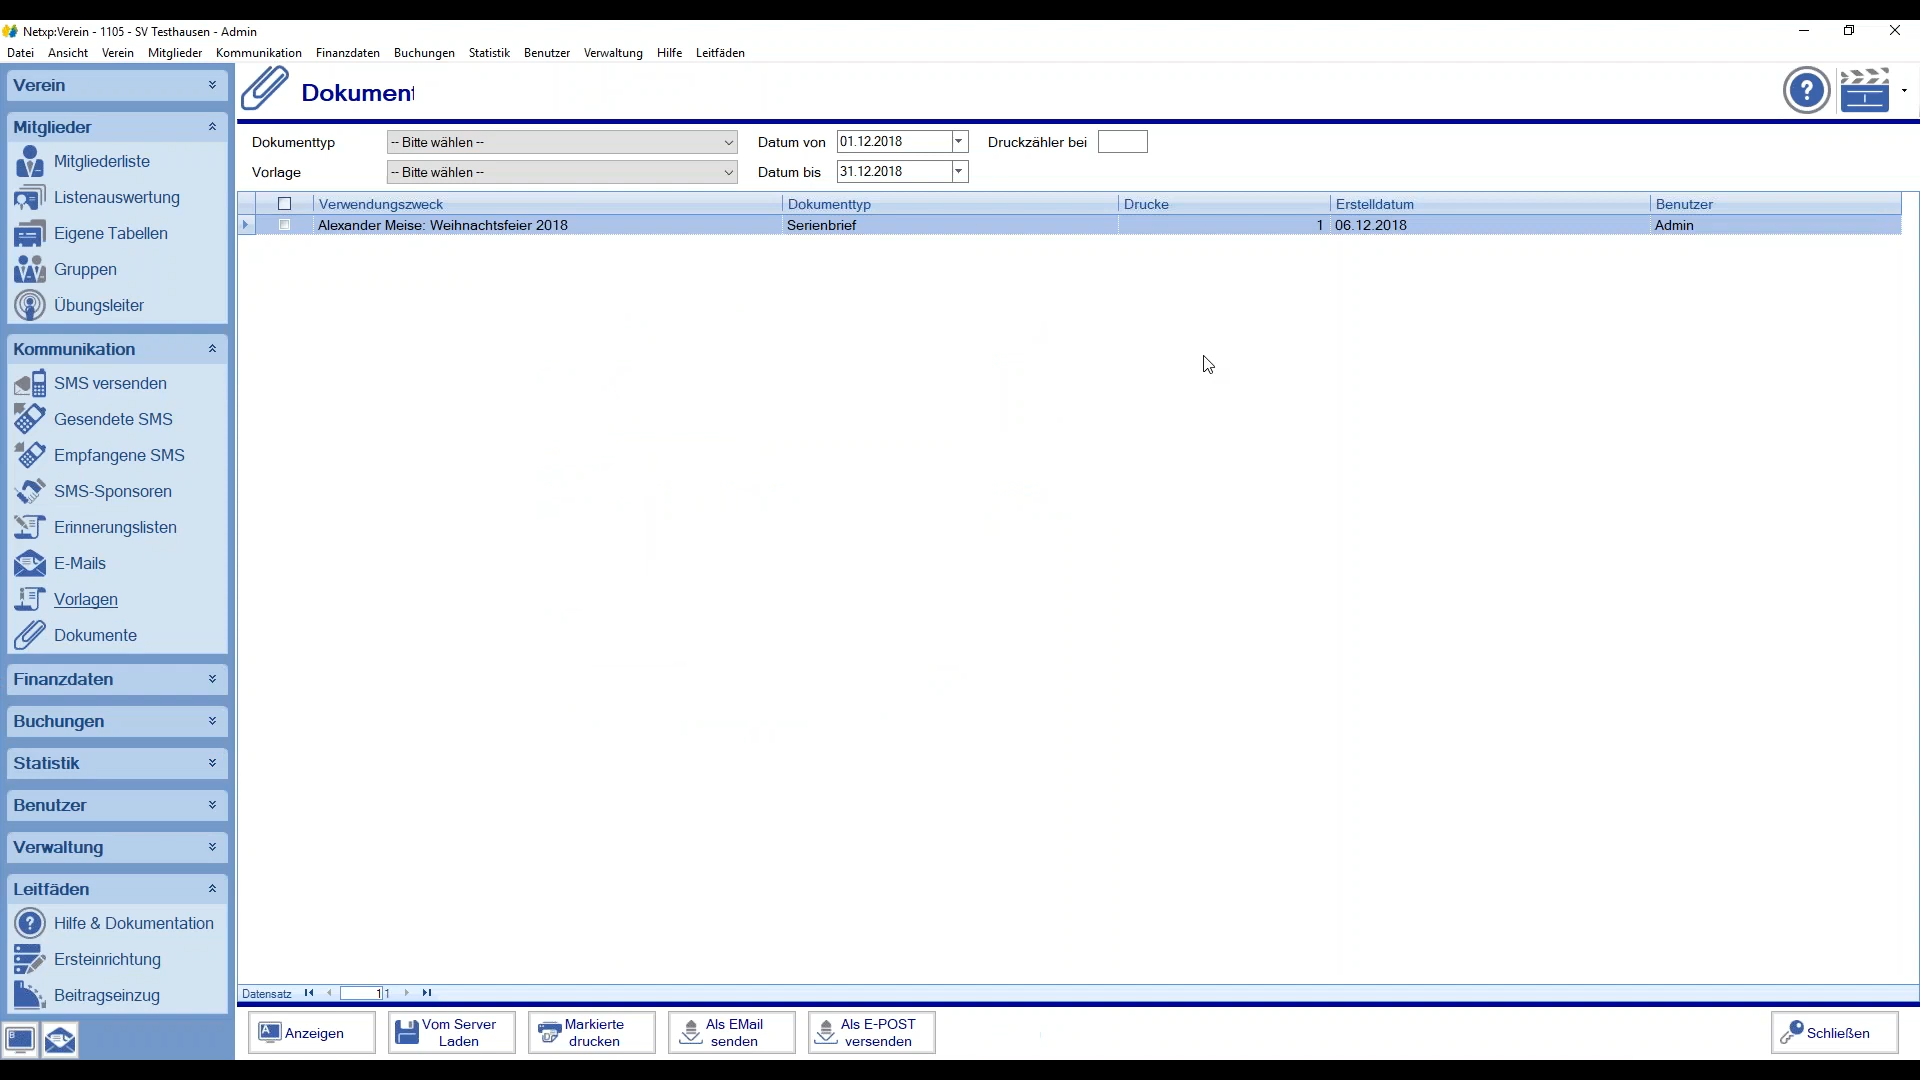 Netxp:Verein - 1105 - SV Testhausen - Admin
Datei Ansicht Verein Mitglieder Kommunikation Finanzdaten Buchungen Statistik Benutzer Verwaltung Hilfe Leitfäden
Verein
Mitglieder
Mitgliederliste
Listenauswertung
Eigene Tabellen
Gruppen
Übungsleiter
Kommunikation
SMS versenden
Gesendete SMS
Empfangene SMS
SMS-Sponsoren
Erinnerungslisten
E-Mails
Vorlagen
Dokumente
Finanzdaten
Buchungen
Statistik
Benutzer
Verwaltung
Leitfäden
Hilfe & Dokumentation
Ersteinrichtung
Beitragseinzug
Dokument
Dokumenttyp -- Bitte wählen -- Datum von 01.12.2018 Druckzähler bei
Vorlage -- Bitte wählen -- Datum bis 31.12.2018
Verwendungszweck Dokumenttyp Drucke Erstelldatum Benutzer
Alexander Meise: Weihnachtsfeier 2018 Serienbrief 1 06.12.2018 Admin
Datensatz 1 1
Anzeigen
Vom Server
Laden
Markierte
drucken
Als EMail
senden
Als E-POST
versenden
Schließen